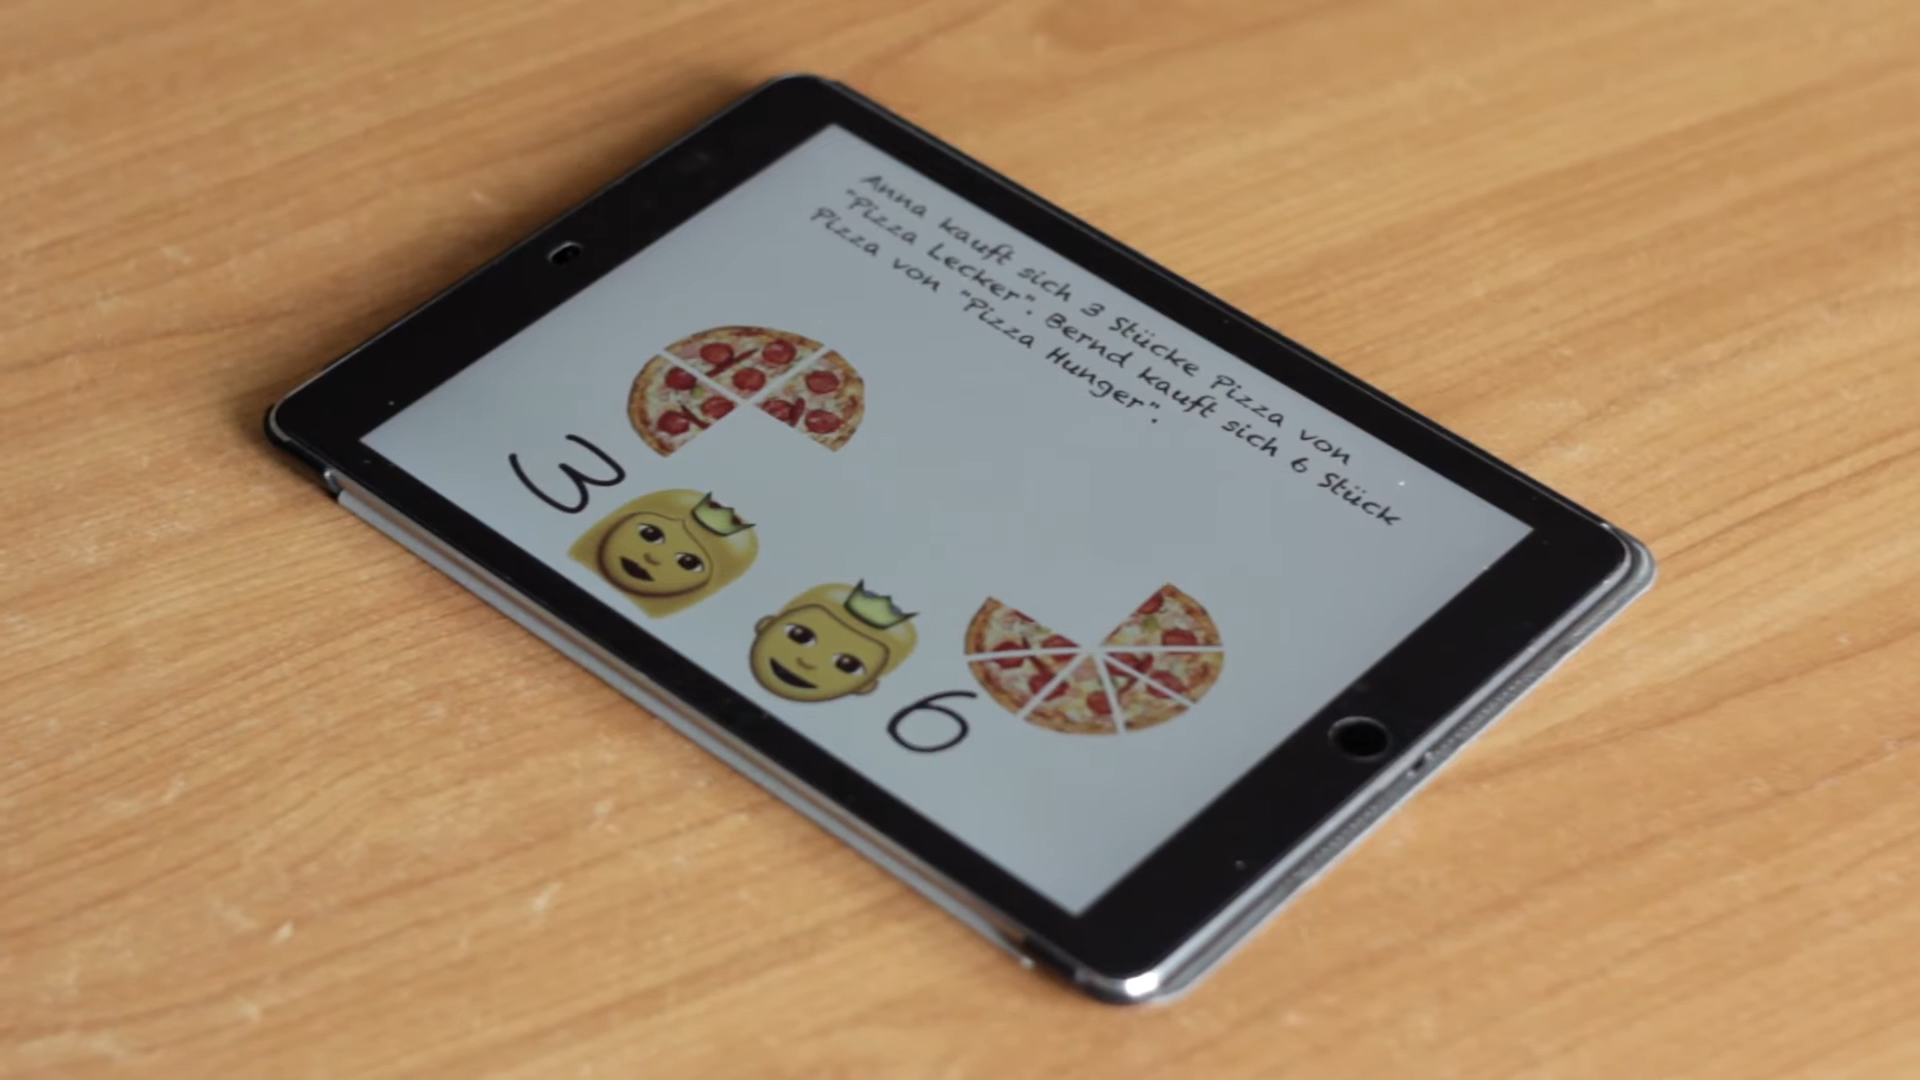 Anna kauft sich 3 Stücke Pizza von
"Pizza Lecker". Bernd kauft sich 6 Stück
Pizza von "Pizza Hunger".
3
6